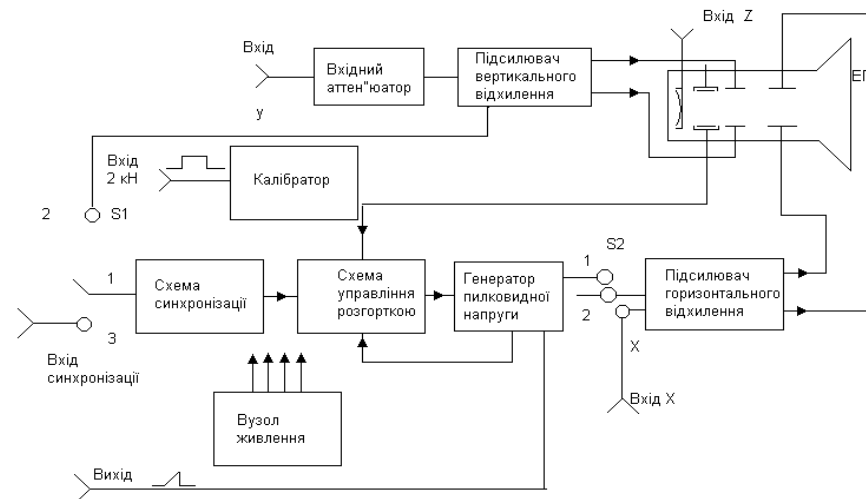 Вхід Z
Вхід
y
Вхідний
аттен"юатор
Підсилювач
вертикального
відхилення
Вхід
2 кН
Калібратор
2
S1
1
3
Схема
синхронізації
Схема
управління
розгорткою
Генератор
пилковидної
напруги
S2
1
2
X
Підсилювач
горизонтального
відхилення
Вхід
синхронізації
Вхід X
Вузол
живлення
Вихід